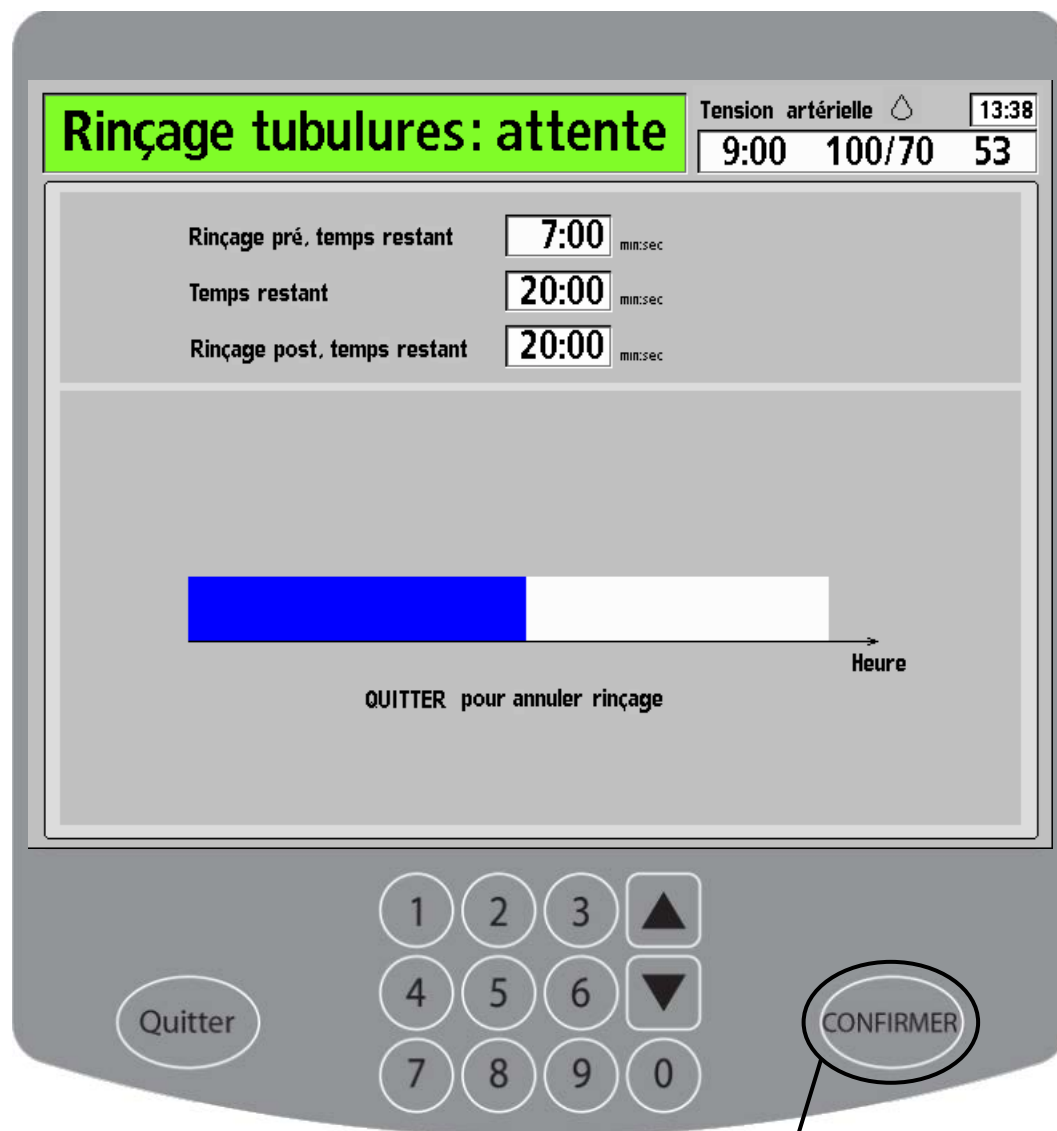 Rinçage tubulures: attente
Tension artérielle 13:38
9:00 100/70 53
Rinçage pré, temps restant 7:00 min:sec
Temps restant 20:00 min:sec
Rinçage post, temps restant 20:00 min:sec
Heure
QUITTER pour annuler rinçage
1 2 3
4 5 6
Quitter
CONFIRMER
7 8 9 0